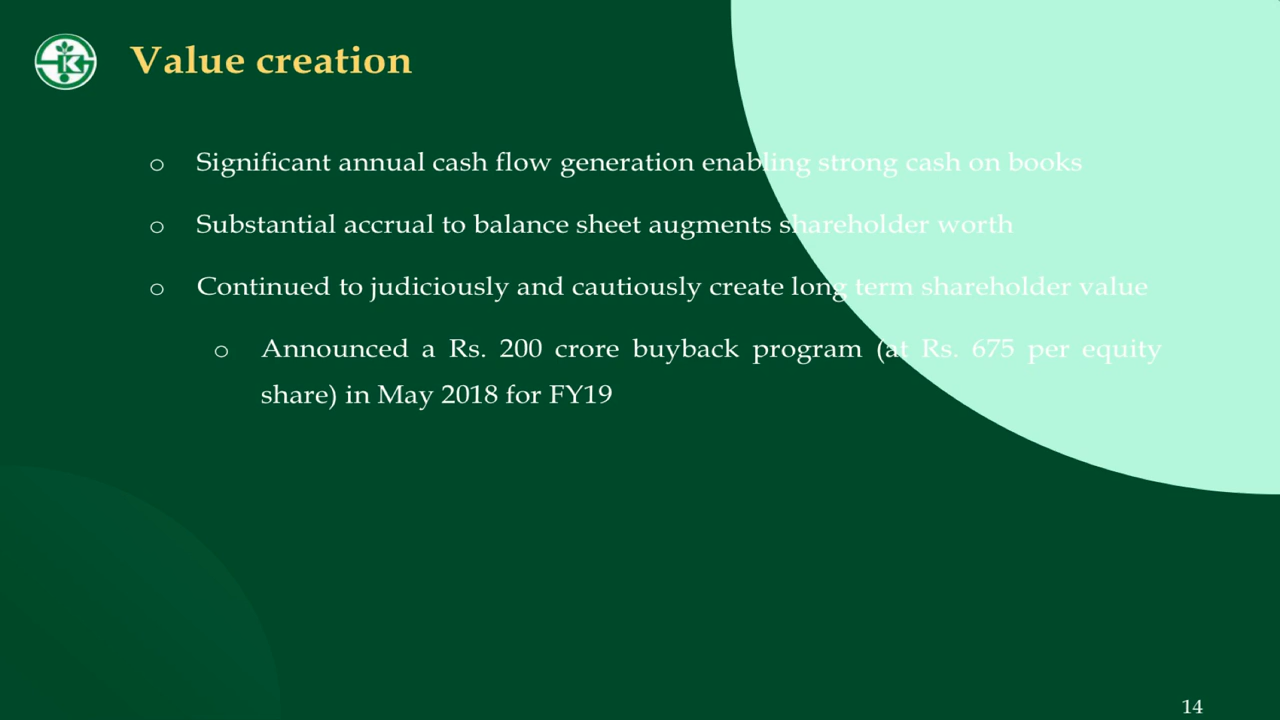 Value creation
o Significant annual cash flow generation enabling strong cash on books
o Substantial accrual to balance sheet augments shareholder worth
o Continued to judiciously and cautiously create long term shareholder value
o Announced a Rs. 200 crore buyback program (at Rs. 675 per equity
share) in May 2018 for FY19
14